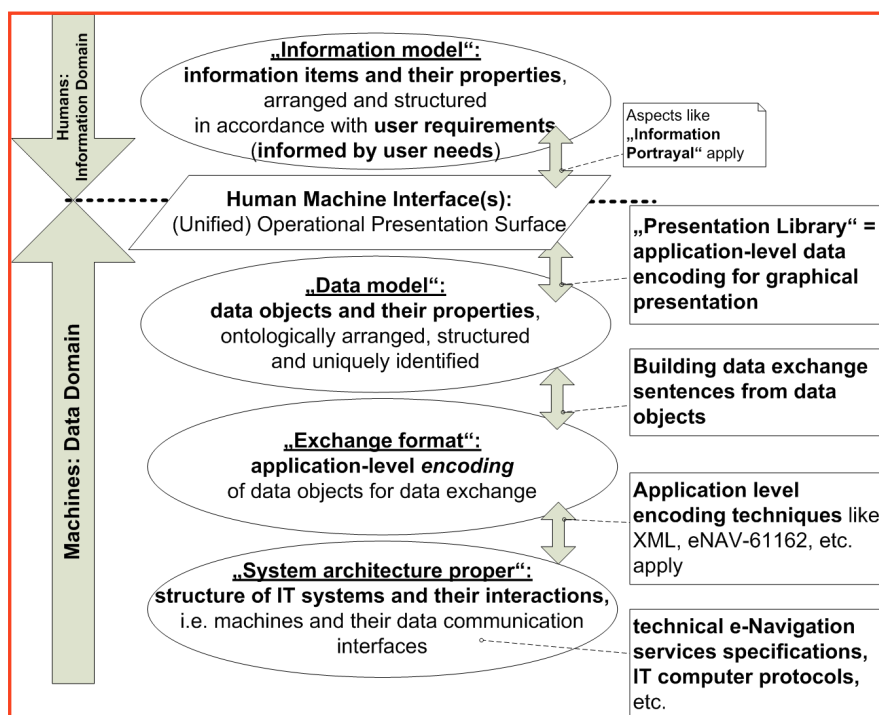 Humans:
Information Domain
„Information model“:
information items and their properties,
arranged and structured
in accordance with user requirements
(informed by user needs)
Aspects like
„Information
Portrayal“ apply
Human Machine Interface(s):
(Unified) Operational Presentation Surface
„Presentation Library“ =
application-level data
encoding for graphical
presentation
Machines: Data Domain
„Data model“:
data objects and their properties,
ontologically arranged, structured
and uniquely identified
Building data exchange
sentences from data
objects
„Exchange format“:
application-level encoding
of data objects for data exchange
Application level
encoding techniques like
XML, eNAV-61162, etc.
apply
„System architecture proper“:
structure of IT systems and their interactions,
i.e. machines and their data communication
interfaces
technical e-Navigation
services specifications,
IT computer protocols,
etc.